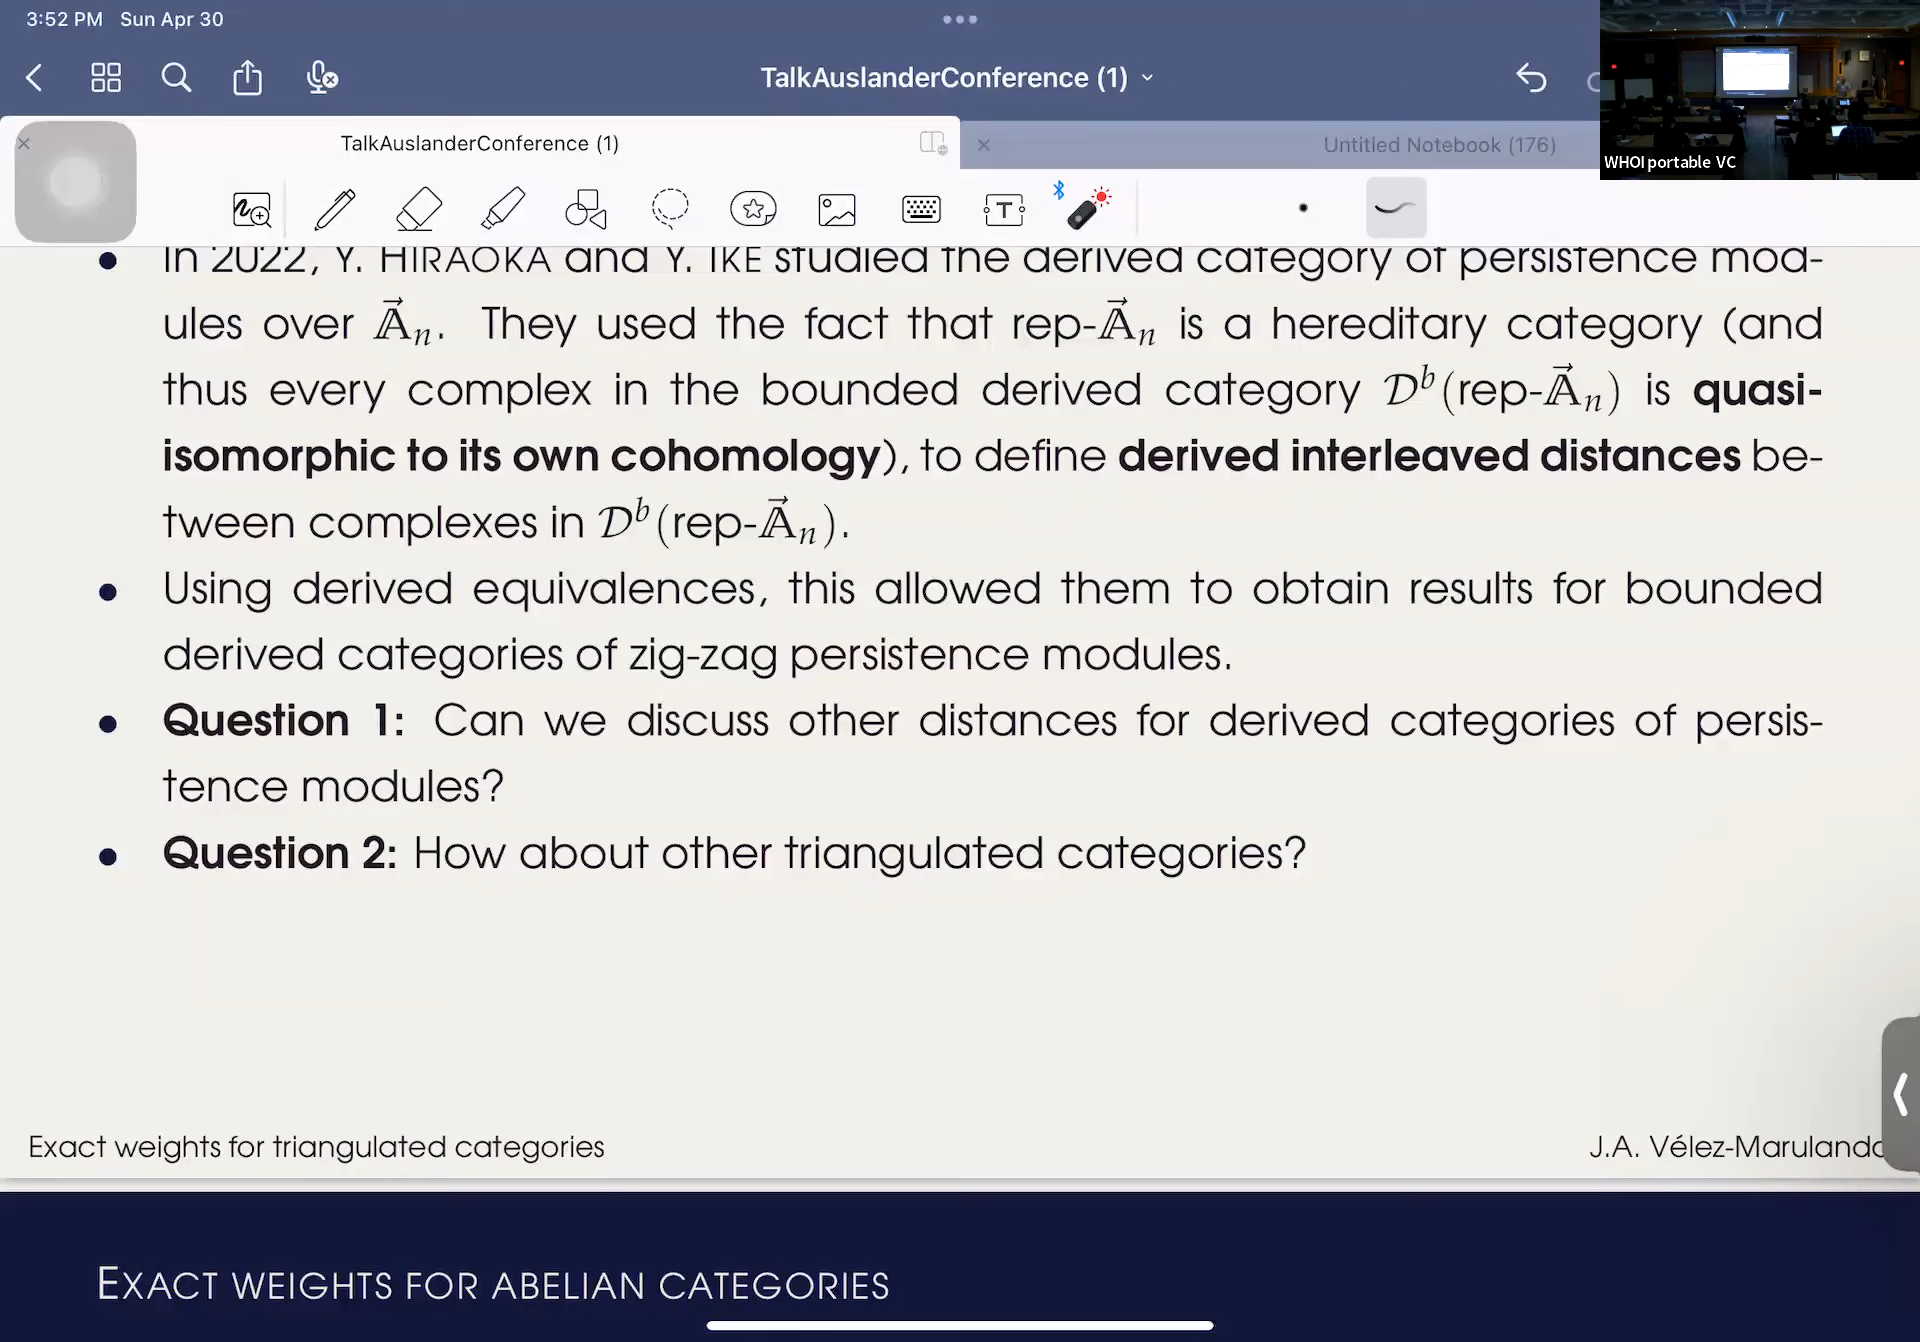 3:52 PM Sun Apr 30
TalkAuslanderConference (1)
TalkAuslanderConference (1)
Untitled Notebook (176)
WHOI portable VC
T
• In 2022, Y. HIRAOKA and Y. IKE studied the derived category of persistence mod-
ules over $\vec{\mathbb{A}}_n$. They used the fact that rep-$\vec{\mathbb{A}}_n$ is a hereditary category (and
thus every complex in the bounded derived category $\mathcal{D}^b$(rep-$\vec{\mathbb{A}}_n$) is quasi-
isomorphic to its own cohomology), to define derived interleaved distances be-
tween complexes in $\mathcal{D}^b$(rep-$\vec{\mathbb{A}}_n$).
• Using derived equivalences, this allowed them to obtain results for bounded
derived categories of zig-zag persistence modules.
• Question 1: Can we discuss other distances for derived categories of persis-
tence modules?
• Question 2: How about other triangulated categories?
Exact weights for triangulated categories
J.A. Vélez-Marulanda
EXACT WEIGHTS FOR ABELIAN CATEGORIES